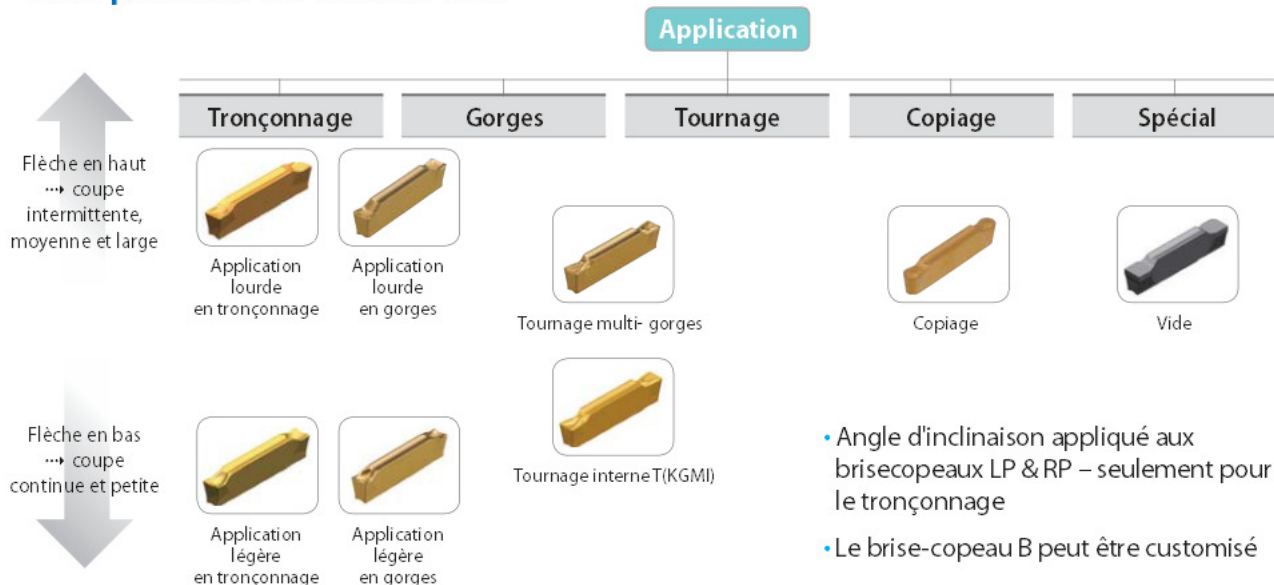 Application
Tronçonnage
Gorges
Tournage
Copiage
Spécial
Flèche en haut
···→ coupe
intermittente,
moyenne et large
Application
lourde
en tronçonnage
Application
lourde
en gorges
Tournage multi- gorges
Copiage
Vide
Flèche en bas
···→ coupe
continue et petite
Application
légère
en tronçonnage
Application
légère
en gorges
Tournage interne T(KGMI)
• Angle d'inclinaison appliqué aux
brisecopeaux LP & RP – seulement pour
le tronçonnage
• Le brise-copeau B peut être customisé